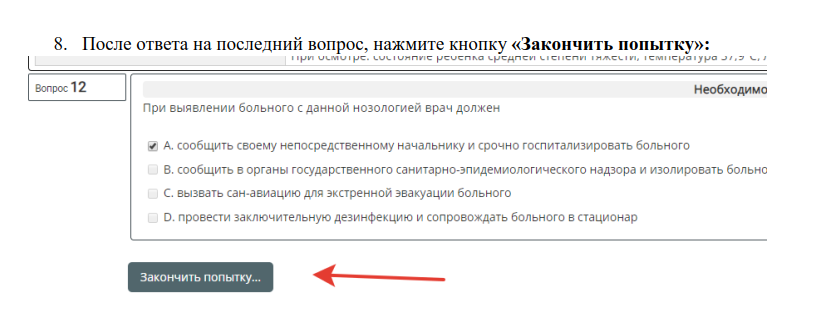 8. После ответа на последний вопрос, нажмите кнопку «Закончить попытку»:
При осмотре: состояние ребенка средней степени тяжести, температура 37,9
Вопрос 12
Необходимо
При выявлении больного с данной нозологией врач должен
A. сообщить своему непосредственному начальнику и срочно госпитализировать больного
B. сообщить в органы государственного санитарно-эпидемиологического надзора и изолировать больно
C. вызвать сан-авиацию для экстренной эвакуации больного
D. провести заключительную дезинфекцию и сопровождать больного в стационар
Закончить попытку...